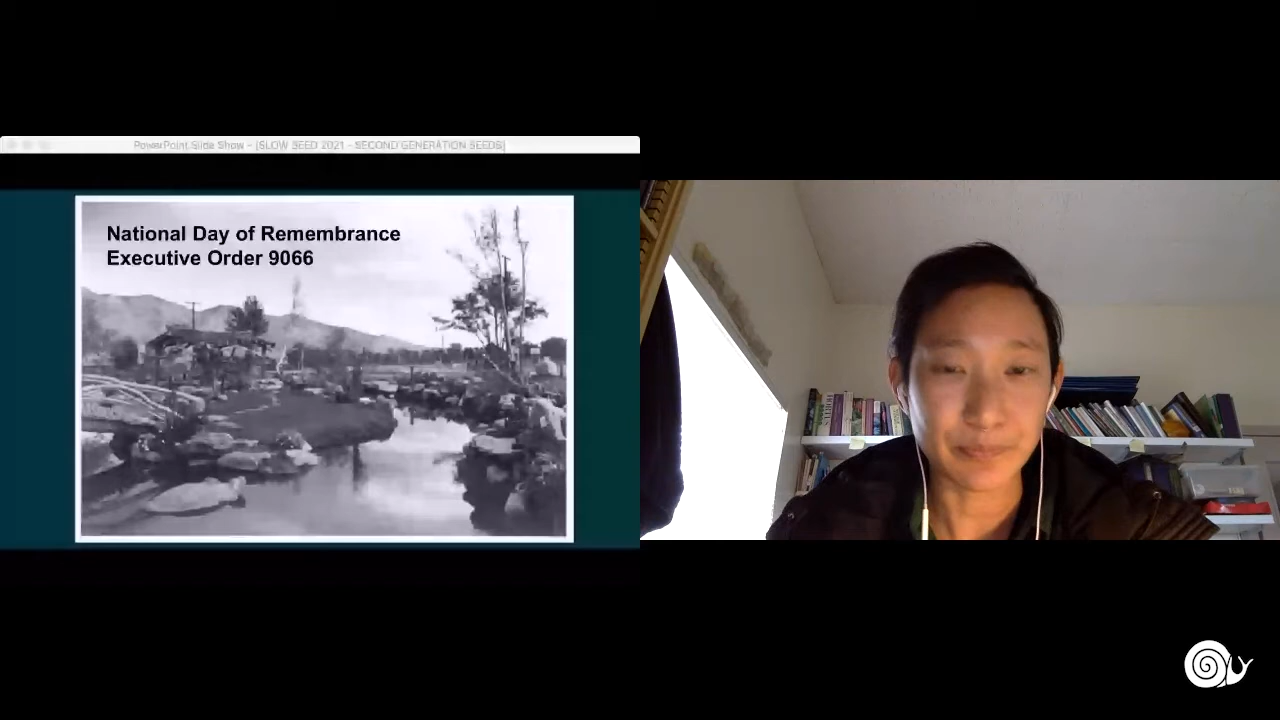 PowerPoint Slide Show - [SLOW SEED 2021 - SECOND GENERATION SEEDS]
National Day of Remembrance
Executive Order 9066